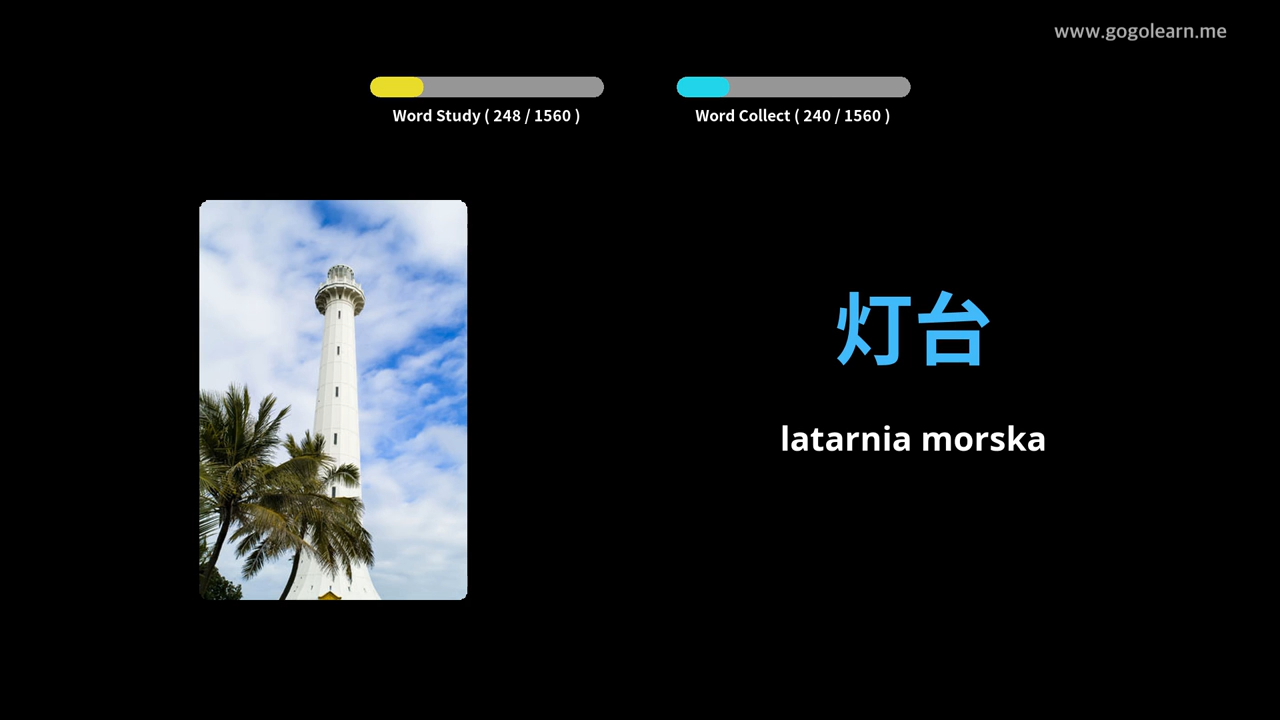 www.gogolearn.me
Word Study ( 248 / 1560 )
Word Collect ( 240 / 1560 )
灯台
latarnia morska